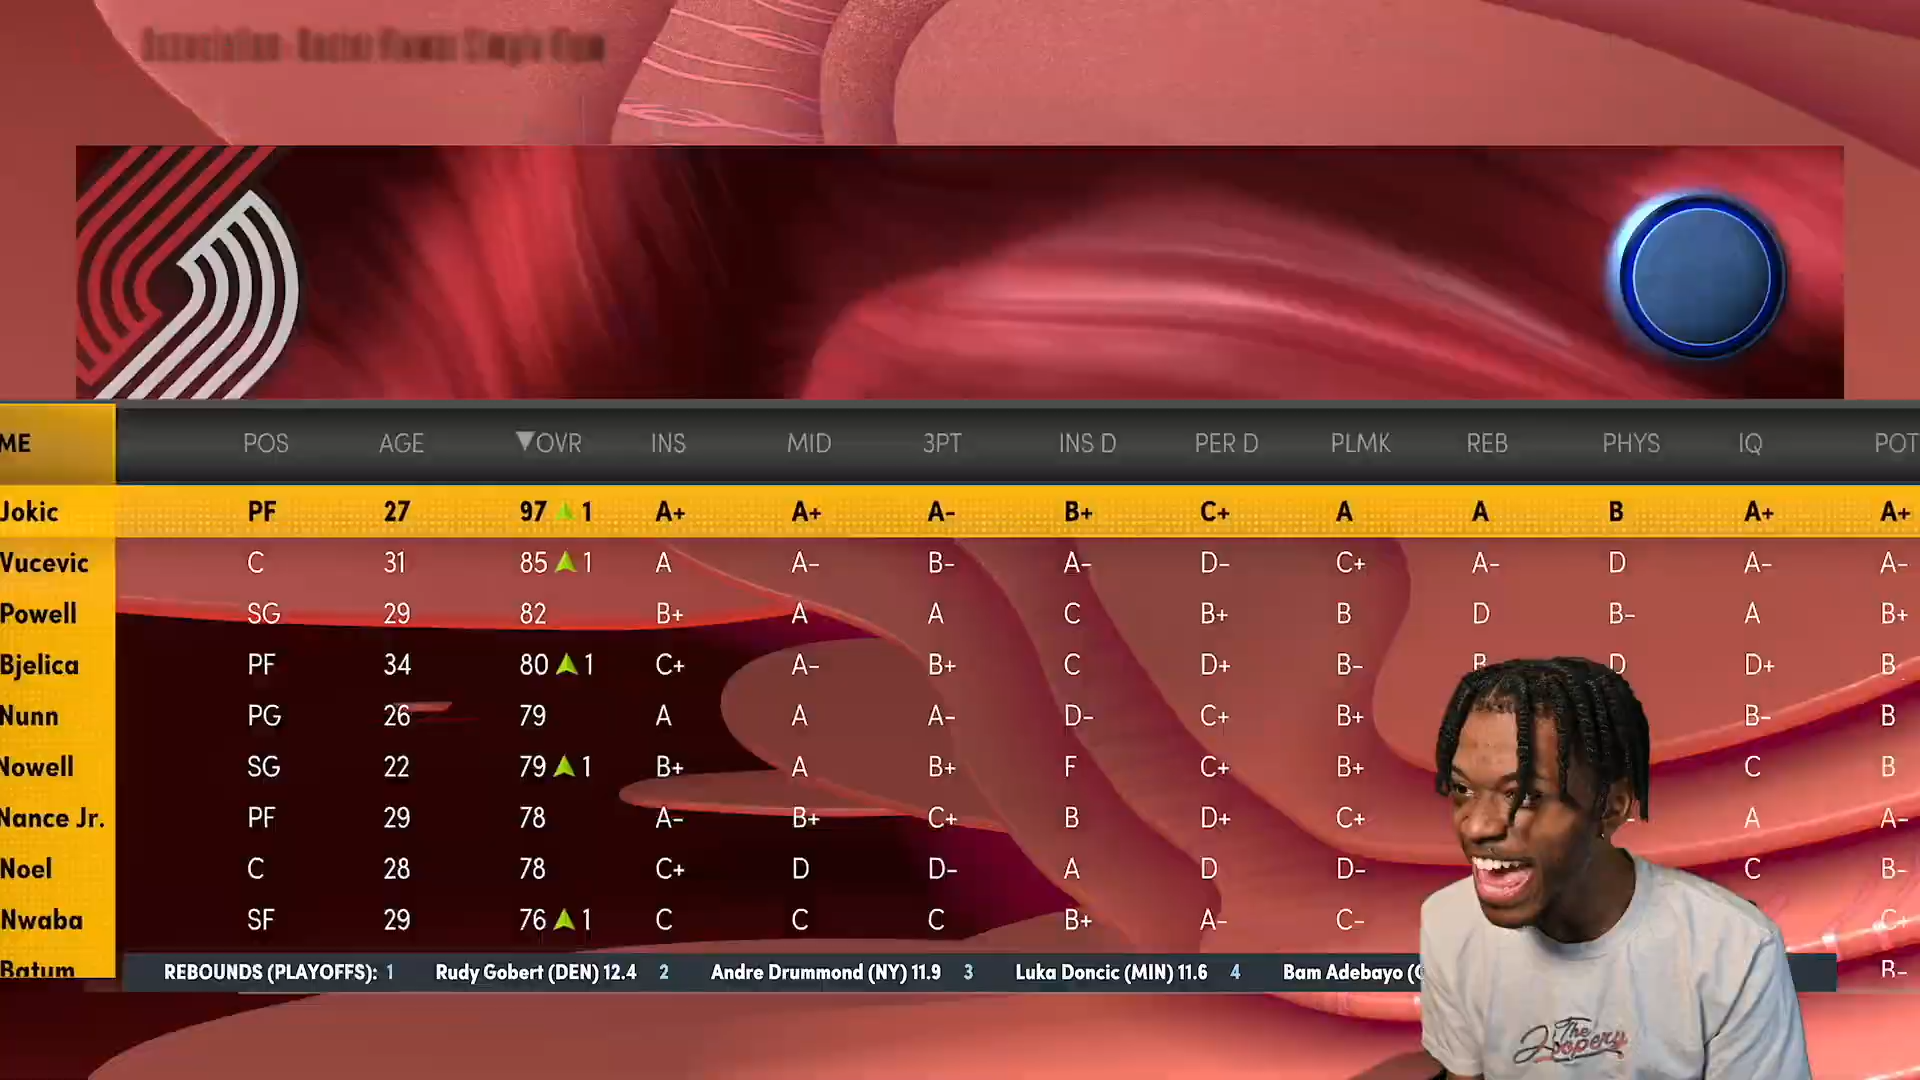 ME POS AGE ▼OVR INS MID 3PT INS D PER D PLMK REB PHYS IQ POT
Jokic PF 27 97 ▲ 1 A+ A+ A- B+ C+ A A B A+ A+
Vucevic C 31 85 ▲ 1 A A- B- A- D- C+ A- D A- A-
Powell SG 29 82 B+ A A C B+ B D B- A B+
Bjelica PF 34 80 ▲ 1 C+ A- B+ C D+ B- D D+ B
Nunn PG 26 79 A A A- D- C+ B+ B- B
Nowell SG 22 79 ▲ 1 B+ A B+ F C+ B+ C B
Nance Jr. PF 29 78 A- B+ C+ B D+ C+ A A-
Noel C 28 78 C+ D D- A D D- C B-
Nwaba SF 29 76 ▲ 1 C C C B+ A- C- C+
Batum B-
REBOUNDS (PLAYOFFS): 1 Rudy Gobert (DEN) 12.4 2 Andre Drummond (NY) 11.9 3 Luka Doncic (MIN) 11.6 4 Bam Adebayo (
The
Hoopery